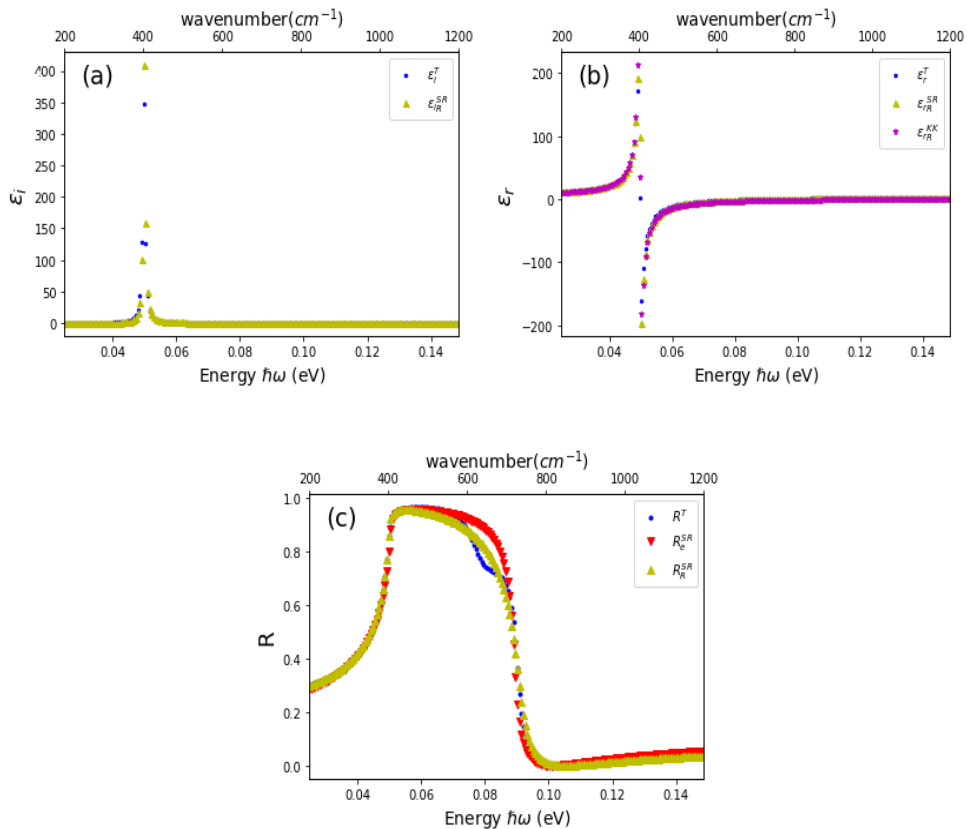 wavenumber(cm⁻¹)
200 400 600 800 1000 1200
(a)
εᵢᵀ
εᵢRˢᴿ
400
350
300
250
200
150
100
50
0
εᵢ
0.04 0.06 0.08 0.10 0.12 0.14
Energy ħω (eV)
wavenumber(cm⁻¹)
200 400 600 800 1000 1200
(b)
εᵣᵀ
εᵣRˢᴿ
εᵣRᴷᴷ
200
100
0
−100
−200
εᵣ
0.04 0.06 0.08 0.10 0.12 0.14
Energy ħω (eV)
wavenumber(cm⁻¹)
200 400 600 800 1000 1200
(c)
Rᵀ
Rₑˢᴿ
R_Rˢᴿ
1.0
0.8
0.6
0.4
0.2
0.0
R
0.04 0.06 0.08 0.10 0.12 0.14
Energy ħω (eV)